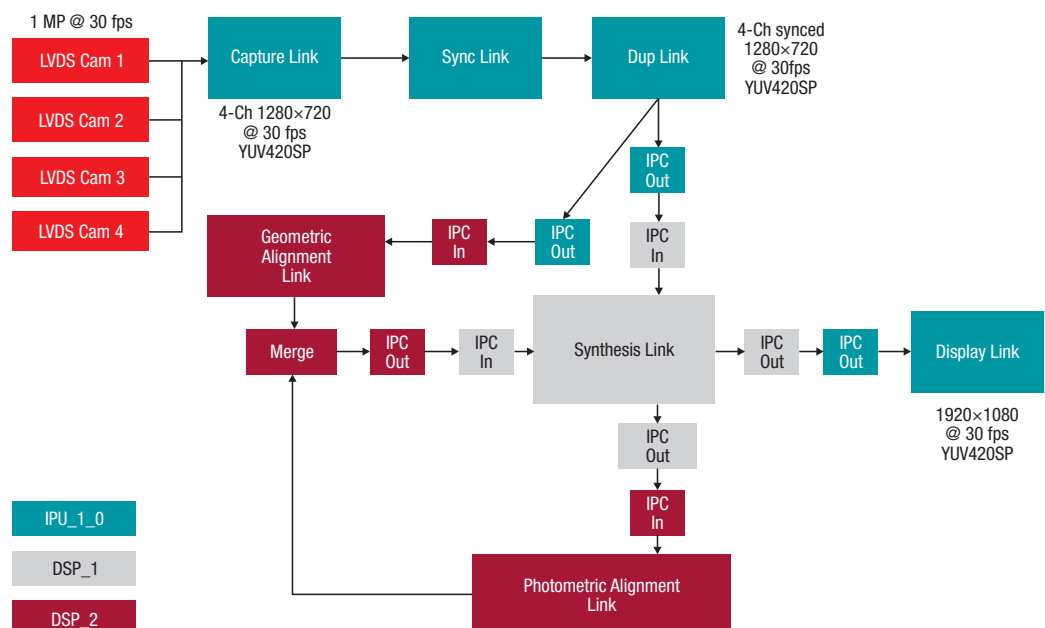 1 MP @ 30 fps
LVDS Cam 1
LVDS Cam 2
LVDS Cam 3
LVDS Cam 4
Capture Link
4-Ch 1280×720
@ 30 fps
YUV420SP
Sync Link
Dup Link
4-Ch synced
1280×720
@ 30fps
YUV420SP
IPC
Out
IPC
In
Geometric
Alignment
Link
IPC
In
IPC
Out
Merge
IPC
Out
IPC
In
Synthesis Link
IPC
Out
IPC
Out
Display Link
1920×1080
@ 30 fps
YUV420SP
IPC
Out
IPC
In
Photometric Alignment
Link
IPU_1_0
DSP_1
DSP_2